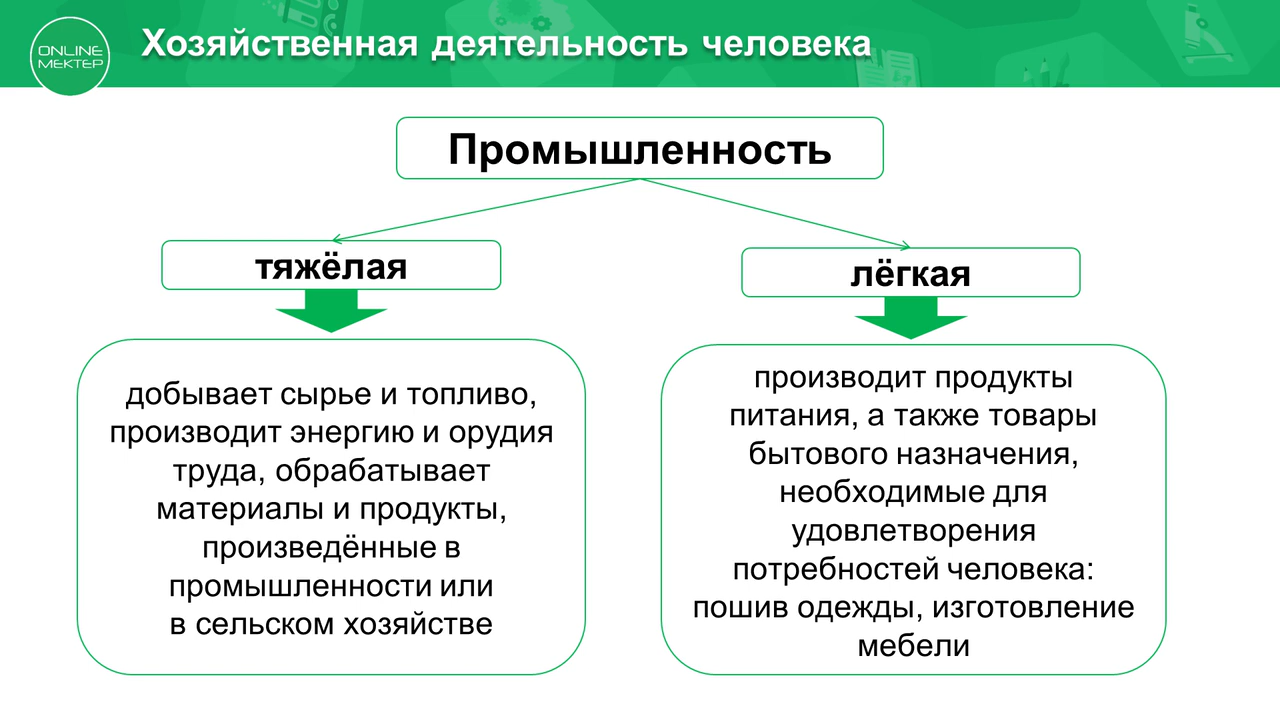 ONLINE
МЕКТЕР
Хозяйственная деятельность человека
Промышленность
тяжёлая
добывает сырье и топливо,
производит энергию и орудия
труда, обрабатывает
материалы и продукты,
произведённые в
промышленности или
в сельском хозяйстве
лёгкая
производит продукты
питания, а также товары
бытового назначения,
необходимые для
удовлетворения
потребностей человека:
пошив одежды, изготовление
мебели